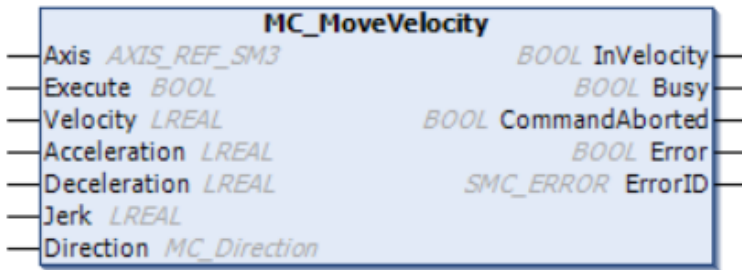 MC_MoveVelocity
Axis AXIS_REF_SM3 BOOL InVelocity
Execute BOOL BOOL Busy
Velocity LREAL BOOL CommandAborted
Acceleration LREAL BOOL Error
Deceleration LREAL SMC_ERROR ErrorID
Jerk LREAL
Direction MC_Direction